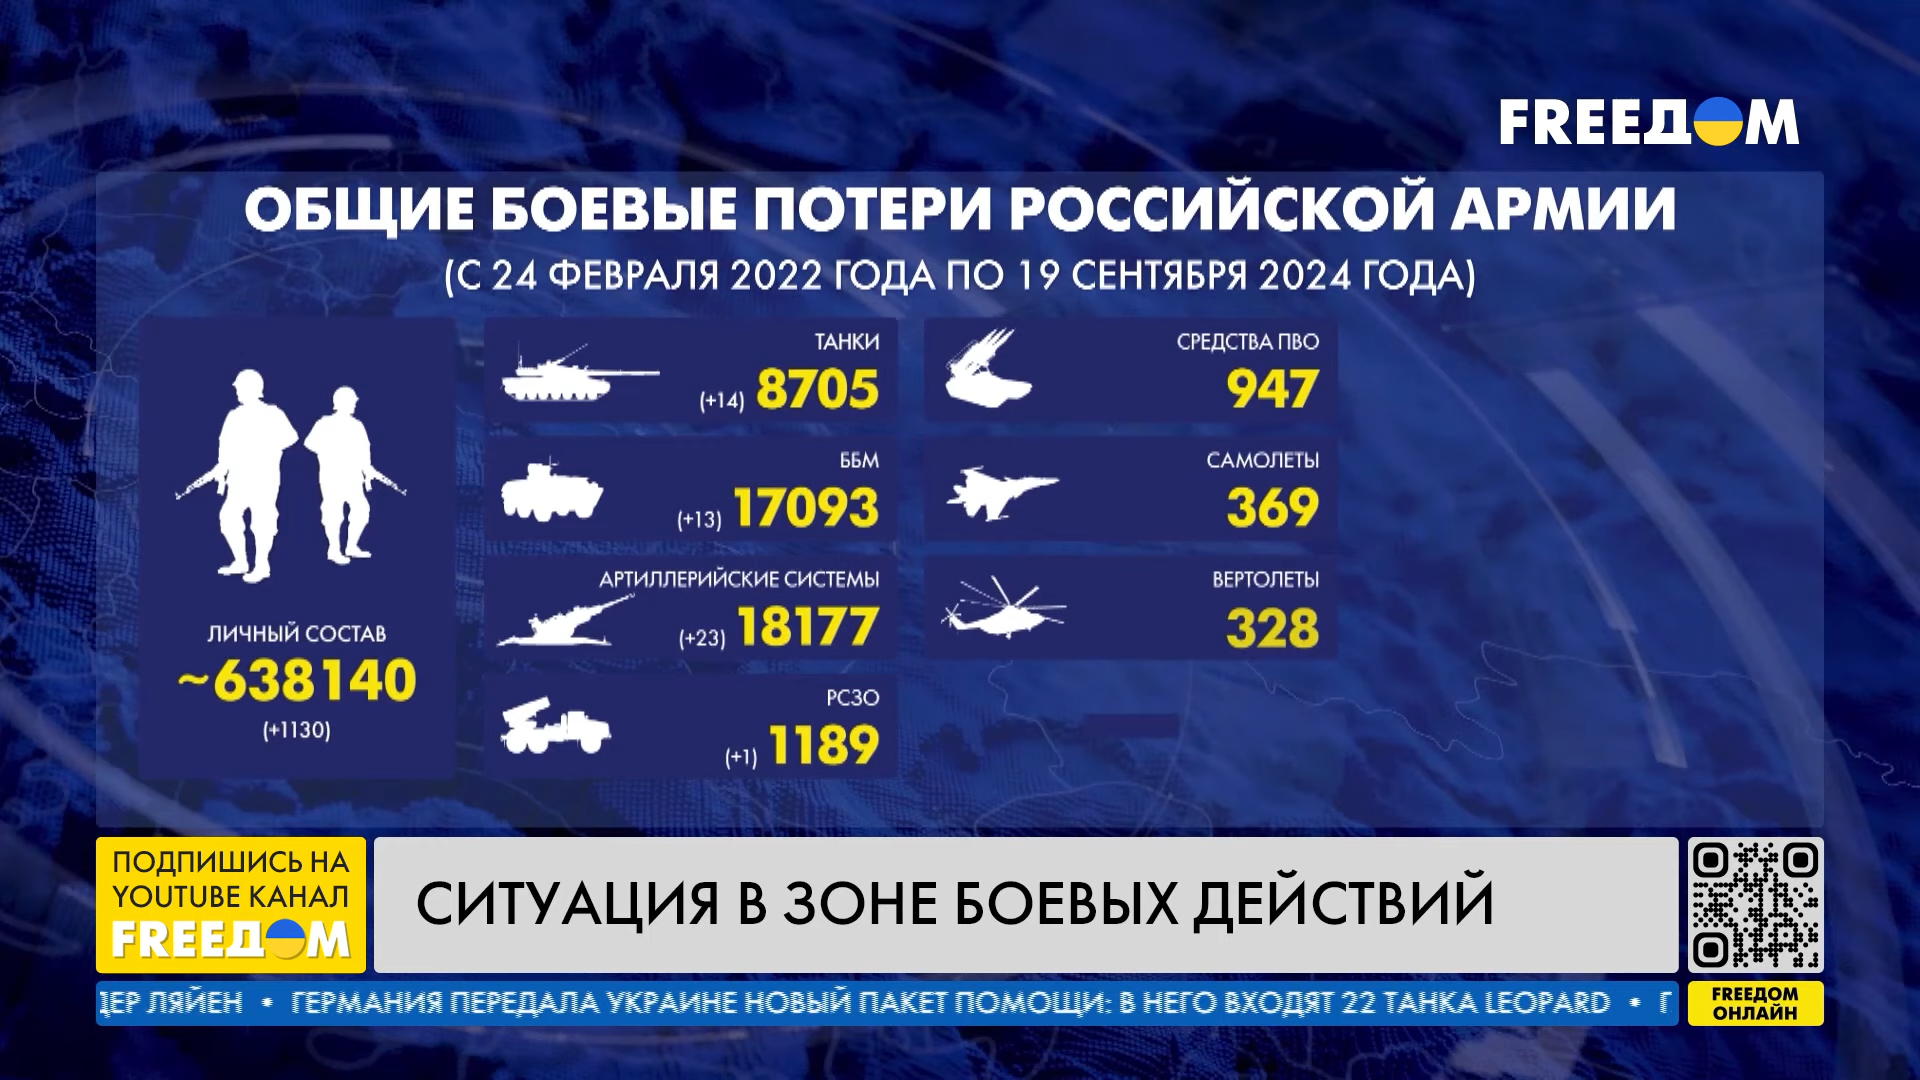 FREEДOM
ОБЩИЕ БОЕВЫЕ ПОТЕРИ РОССИЙСКОЙ АРМИИ
(С 24 ФЕВРАЛЯ 2022 ГОДА ПО 19 СЕНТЯБРЯ 2024 ГОДА)
ЛИЧНЫЙ СОСТАВ
~638140
(+1130)
ТАНКИ
(+14) 8705
ББМ
(+13) 17093
АРТИЛЛЕРИЙСКИЕ СИСТЕМЫ
(+23) 18177
РСЗО
(+1) 1189
СРЕДСТВА ПВО
947
САМОЛЕТЫ
369
ВЕРТОЛЕТЫ
328
ПОДПИШИСЬ НА
YOUTUBE КАНАЛ
FREEДOM
СИТУАЦИЯ В ЗОНЕ БОЕВЫХ ДЕЙСТВИЙ
ДЕР ЛЯЙЕН • ГЕРМАНИЯ ПЕРЕДАЛА УКРАИНЕ НОВЫЙ ПАКЕТ ПОМОЩИ: В НЕГО ВХОДЯТ 22 ТАНКА LEOPARD •
FREEДOM
ОНЛАЙН